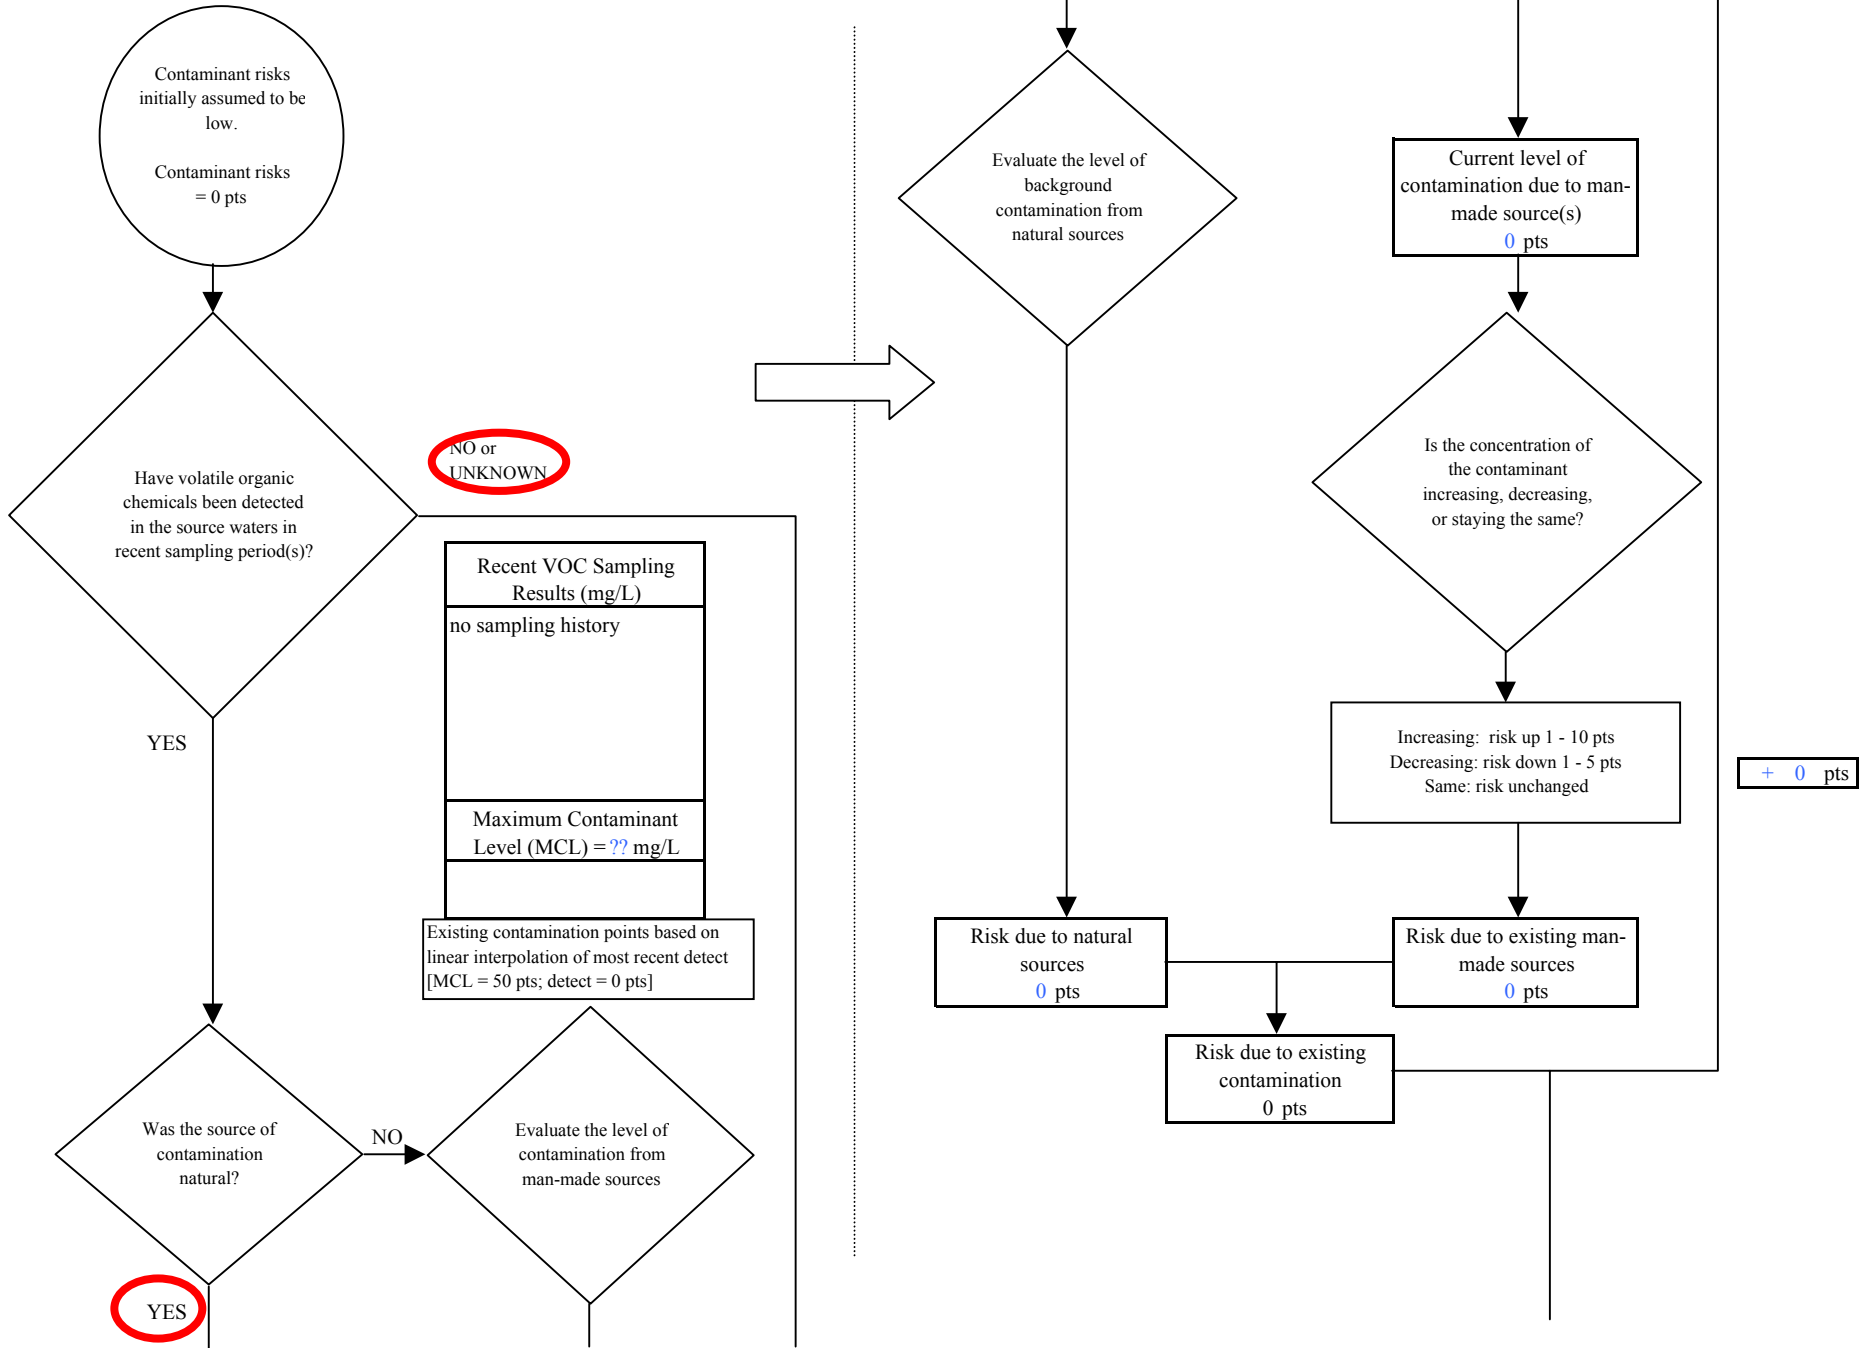 Contaminant risks
initially assumed to be
low.
Contaminant risks
= 0 pts
Have volatile organic
chemicals been detected
in the source waters in
recent sampling period(s)?
NO or
UNKNOWN
YES
Recent VOC Sampling
Results (mg/L)
no sampling history
Maximum Contaminant
Level (MCL) = ?? mg/L
Existing contamination points based on
linear interpolation of most recent detect
[MCL = 50 pts; detect = 0 pts]
Was the source of
contamination
natural?
NO
Evaluate the level of
contamination from
man-made sources
YES
Evaluate the level of
background
contamination from
natural sources
Current level of
contamination due to man-
made source(s)
0 pts
Is the concentration of
the contaminant
increasing, decreasing,
or staying the same?
Increasing: risk up 1 - 10 pts
Decreasing: risk down 1 - 5 pts
Same: risk unchanged
+ 0 pts
Risk due to natural
sources
0 pts
Risk due to existing man-
made sources
0 pts
Risk due to existing
contamination
0 pts